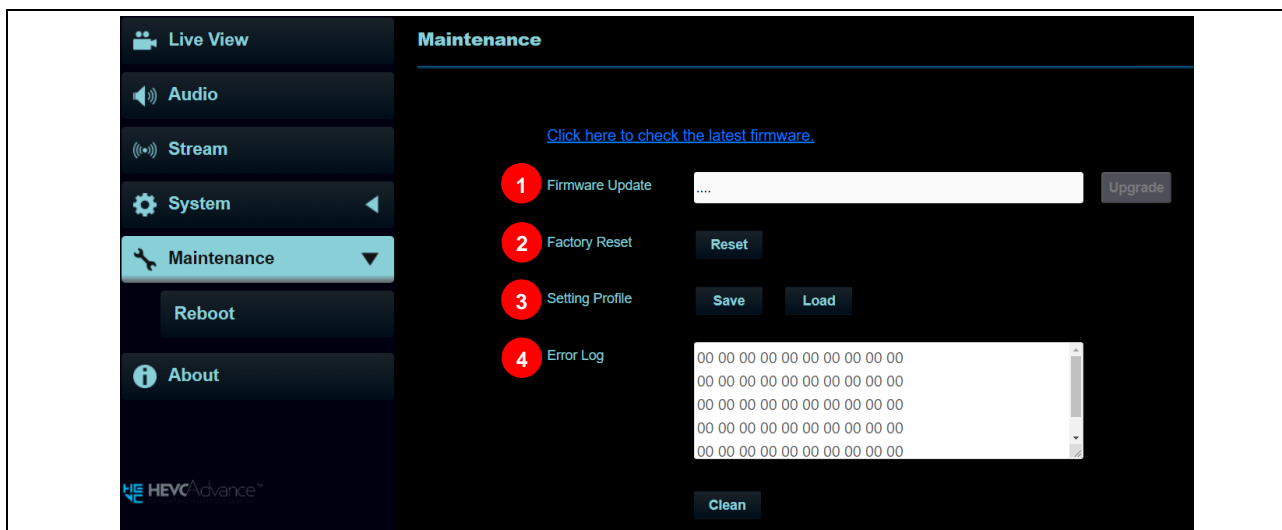 Live View
Audio
Stream
System
Maintenance
Reboot
About
HEVCAdvance™
Maintenance
Click here to check the latest firmware.
1 Firmware Update .... Upgrade
2 Factory Reset Reset
3 Setting Profile Save Load
4 Error Log
00 00 00 00 00 00 00 00 00 00
00 00 00 00 00 00 00 00 00 00
00 00 00 00 00 00 00 00 00 00
00 00 00 00 00 00 00 00 00 00
00 00 00 00 00 00 00 00 00 00
Clean